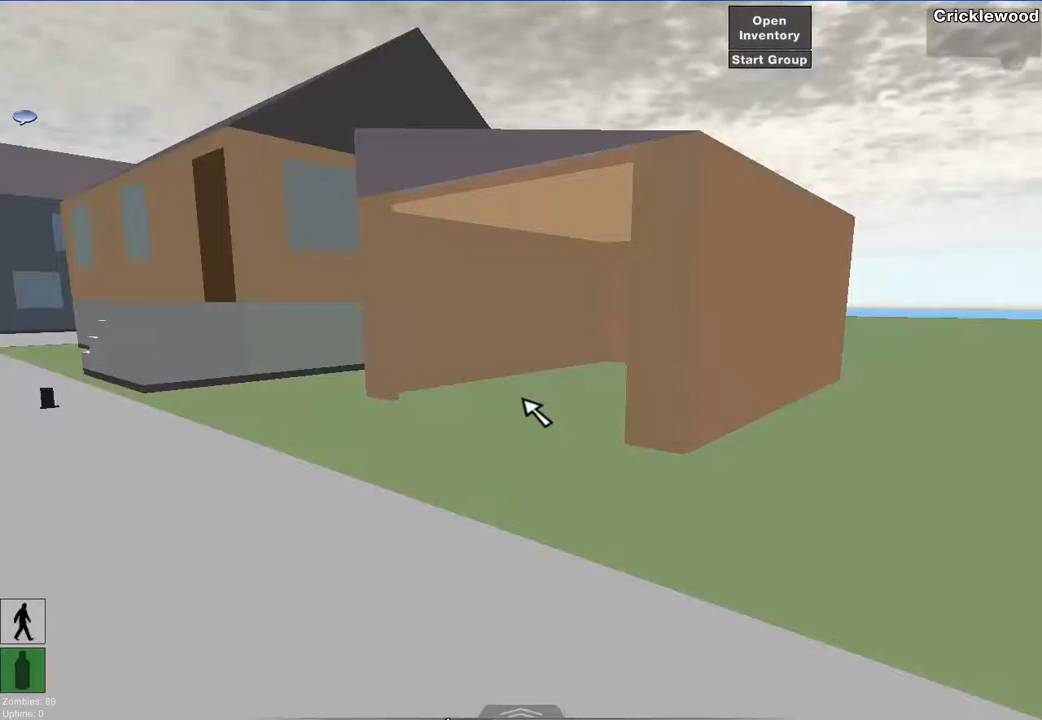 Open
Inventory
Start Group
Cricklewood
Zombies: 89
Uptime: 0